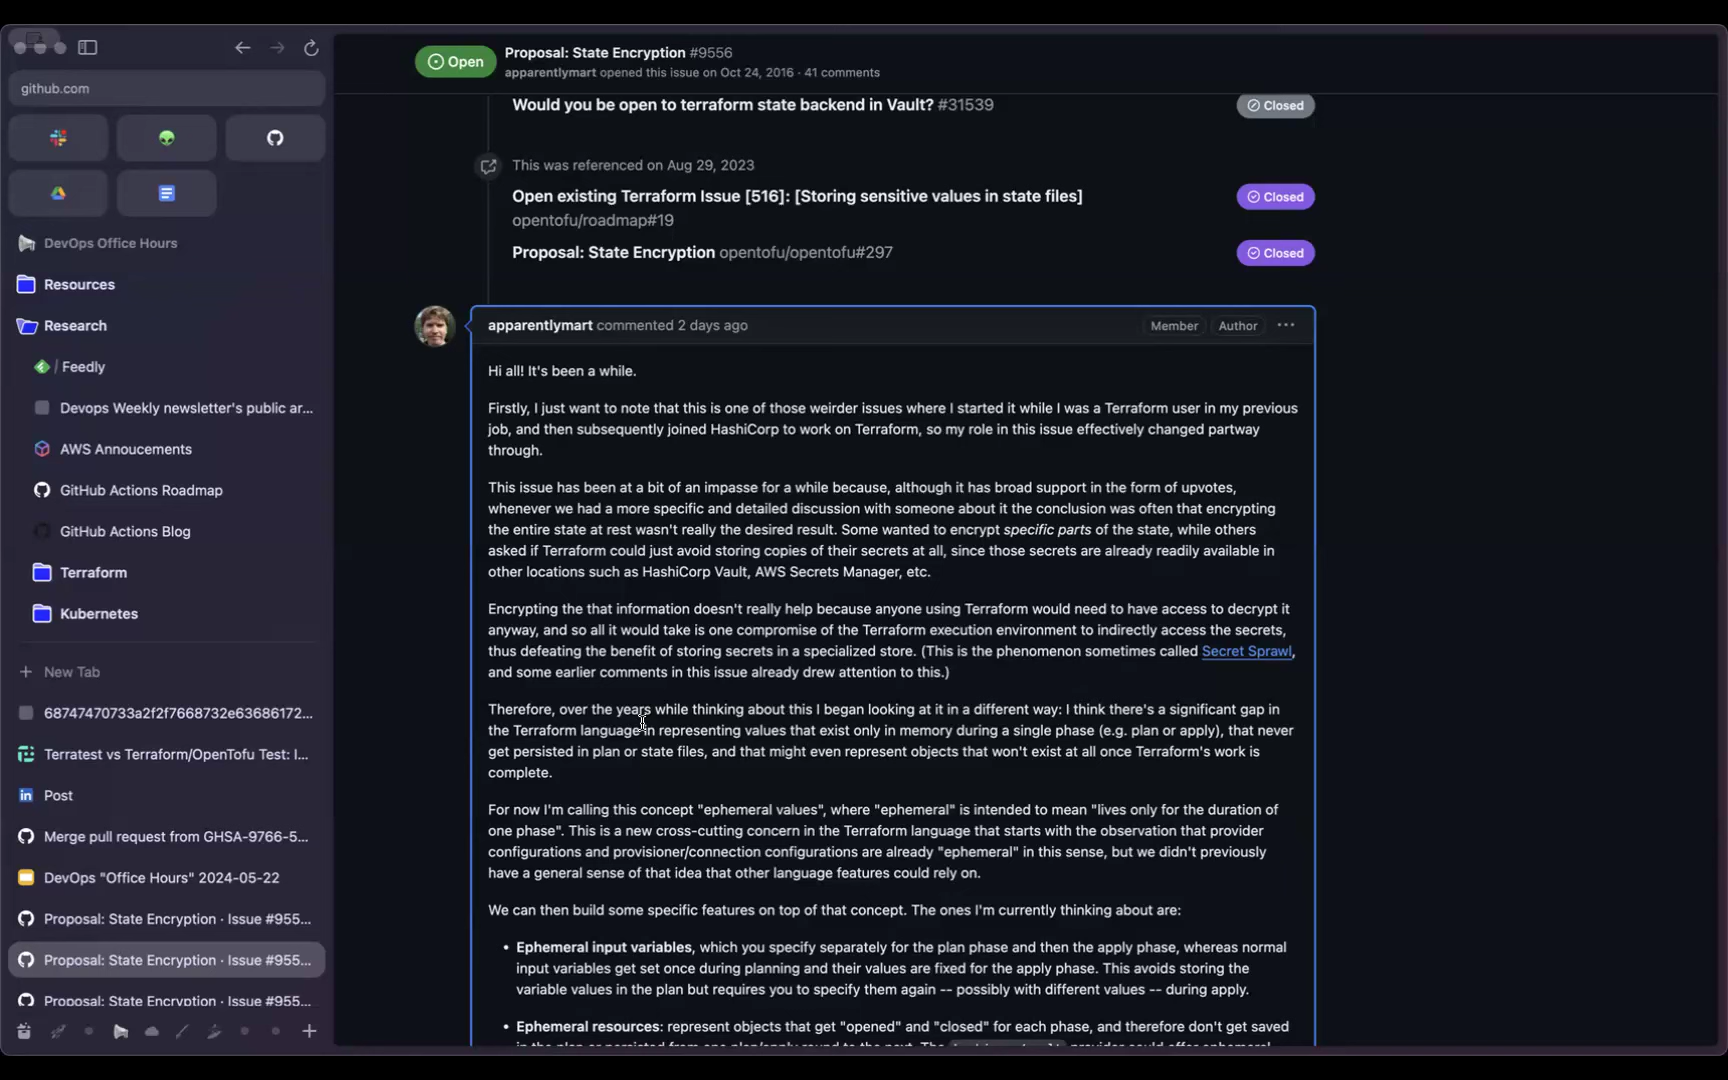 github.com
DevOps Office Hours
Resources
Research
/ Feedly
Devops Weekly newsletter's public ar...
AWS Annoucements
GitHub Actions Roadmap
GitHub Actions Blog
Terraform
Kubernetes
New Tab
68747470733a2f2f7668732e63686172...
Terratest vs Terraform/OpenTofu Test: I...
Post
Merge pull request from GHSA-9766-5...
DevOps "Office Hours" 2024-05-22
Proposal: State Encryption · Issue #955...
Proposal: State Encryption · Issue #955...
Proposal: State Encryption · Issue #955...
Open
Proposal: State Encryption #9556
apparentlymart opened this issue on Oct 24, 2016 · 41 comments
Would you be open to terraform state backend in Vault? #31539
Closed
This was referenced on Aug 29, 2023
Open existing Terraform Issue [516]: [Storing sensitive values in state files]
Closed
opentofu/roadmap#19
Proposal: State Encryption opentofu/opentofu#297
Closed
apparentlymart commented 2 days ago
Member
Author
Hi all! It's been a while.
Firstly, I just want to note that this is one of those weirder issues where I started it while I was a Terraform user in my previous
job, and then subsequently joined HashiCorp to work on Terraform, so my role in this issue effectively changed partway
through.
This issue has been at a bit of an impasse for a while because, although it has broad support in the form of upvotes,
whenever we had a more specific and detailed discussion with someone about it the conclusion was often that encrypting
the entire state at rest wasn't really the desired result. Some wanted to encrypt specific parts of the state, while others
asked if Terraform could just avoid storing copies of their secrets at all, since those secrets are already readily available in
other locations such as HashiCorp Vault, AWS Secrets Manager, etc.
Encrypting the that information doesn't really help because anyone using Terraform would need to have access to decrypt it
anyway, and so all it would take is one compromise of the Terraform execution environment to indirectly access the secrets,
thus defeating the benefit of storing secrets in a specialized store. (This is the phenomenon sometimes called Secret Sprawl,
and some earlier comments in this issue already drew attention to this.)
Therefore, over the years while thinking about this I began looking at it in a different way: I think there's a significant gap in
the Terraform language in representing values that exist only in memory during a single phase (e.g. plan or apply), that never
get persisted in plan or state files, and that might even represent objects that won't exist at all once Terraform's work is
complete.
For now I'm calling this concept "ephemeral values", where "ephemeral" is intended to mean "lives only for the duration of
one phase". This is a new cross-cutting concern in the Terraform language that starts with the observation that provider
configurations and provisioner/connection configurations are already "ephemeral" in this sense, but we didn't previously
have a general sense of that idea that other language features could rely on.
We can then build some specific features on top of that concept. The ones I'm currently thinking about are:
• Ephemeral input variables, which you specify separately for the plan phase and then the apply phase, whereas normal
input variables get set once during planning and their values are fixed for the apply phase. This avoids storing the
variable values in the plan but requires you to specify them again -- possibly with different values -- during apply.
• Ephemeral resources: represent objects that get "opened" and "closed" for each phase, and therefore don't get saved